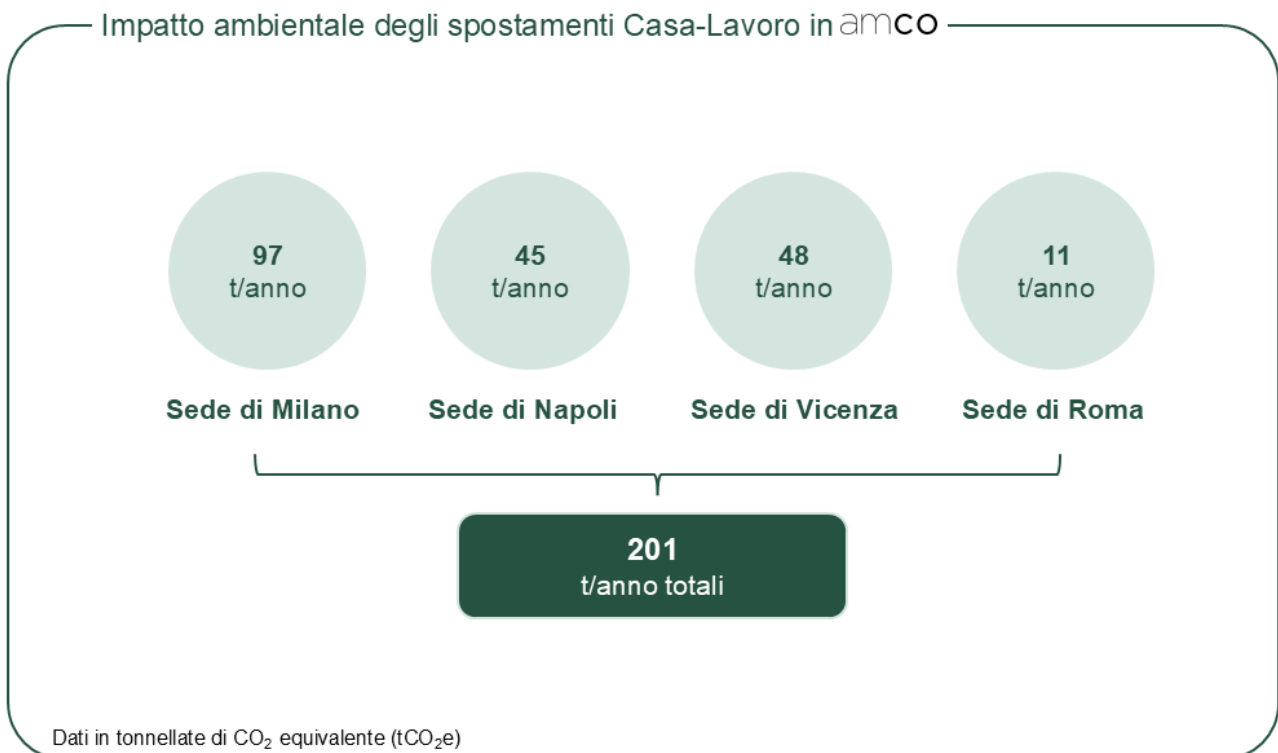 Impatto ambientale degli spostamenti Casa-Lavoro in amco
97
t/anno
45
t/anno
48
t/anno
11
t/anno
Sede di Milano
Sede di Napoli
Sede di Vicenza
Sede di Roma
201
t/anno totali
Dati in tonnellate di CO₂ equivalente (tCO₂e)